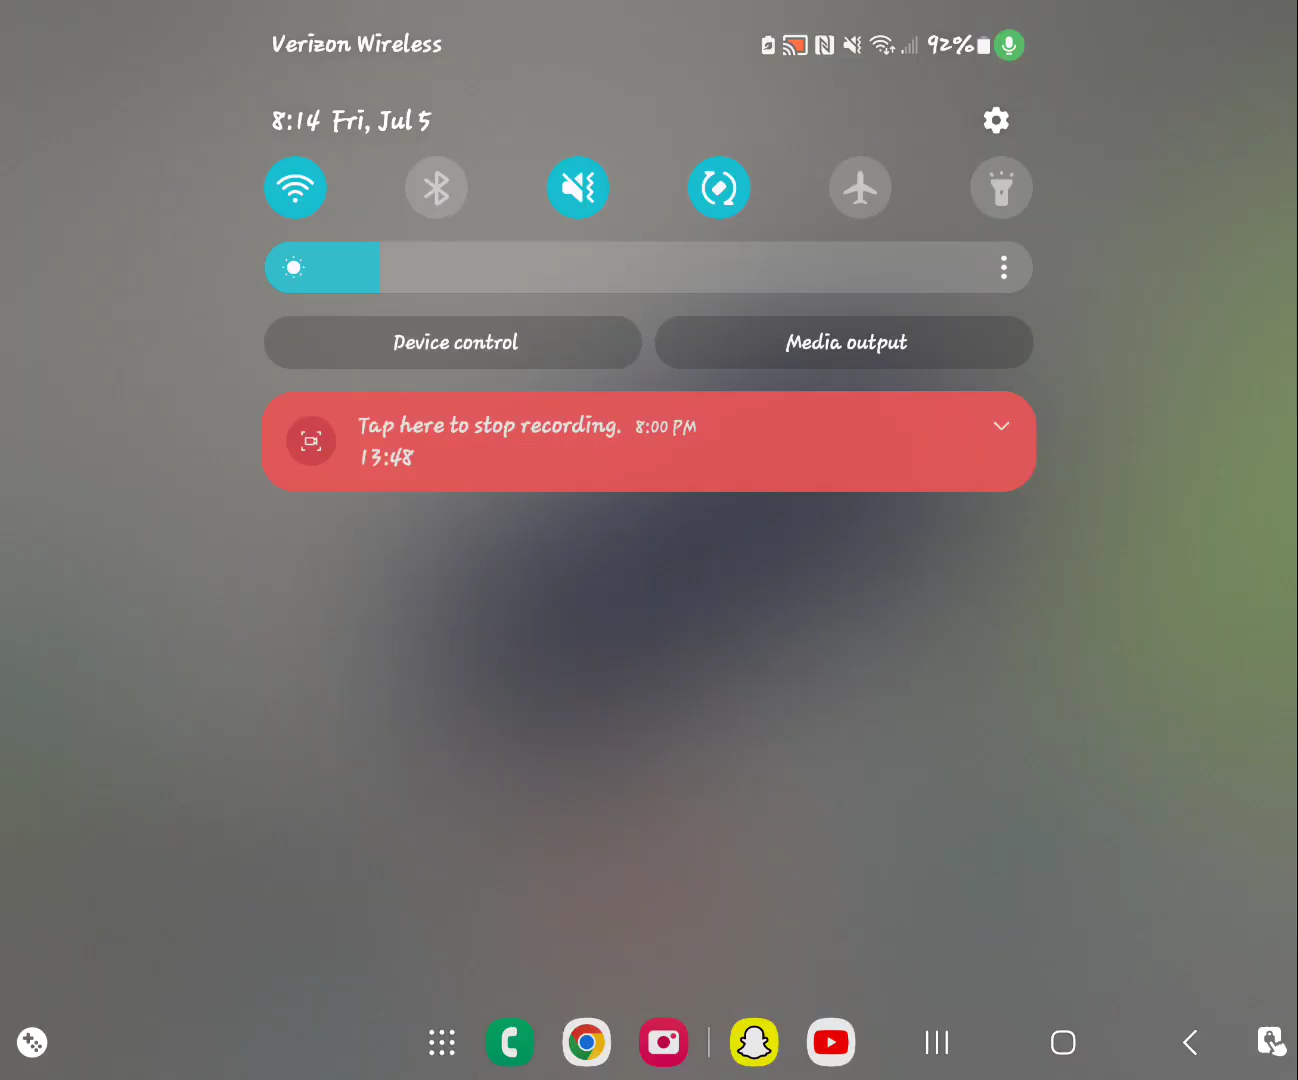 Verizon Wireless
92%
8:14 Fri, Jul 5
Device control
Media output
Tap here to stop recording. 8:00 PM
13:48